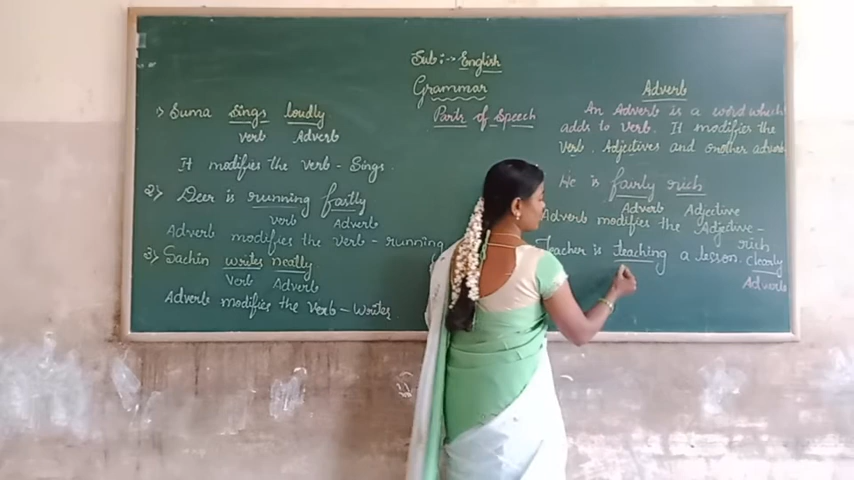 Sub:- English
Grammar
Parts of Speech
1) Suma Sings loudly
Verb Adverb
It modifies the verb - Sings.
2) Deer is running fastly
Verb Adverb
Adverb modifies the verb - running
3) Sachin writes neatly
Verb Adverb
Adverb modifies the verb - Writes
Adverb
An Adverb is a word which
adds to Verb. It modifies the
Verb, Adjectives and another adverb
He is fairly rich
Adverb Adjective
Adverb modifies the Adjective -
rich
Teacher is teaching a lesson clearly
Adverb